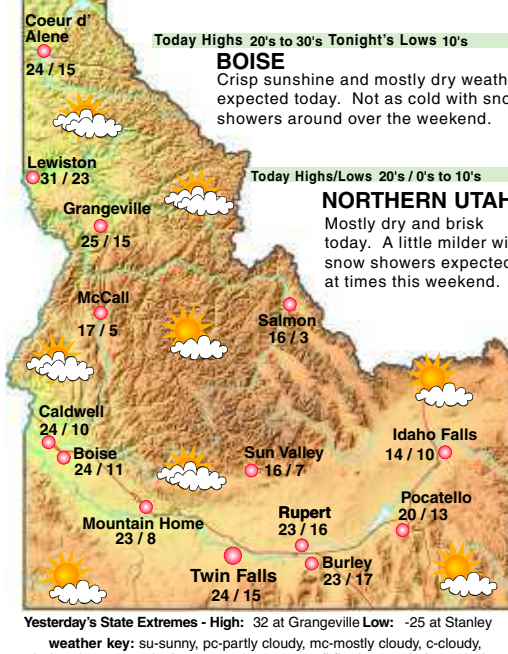 Coeur d’
Alene
24 / 15
Today Highs 20's to 30's Tonight's Lows 10's
BOISE
Crisp sunshine and mostly dry
expected today. Not as cold with
showers around over the weekend.
Lewiston
31 / 23
Today Highs/Lows 20's / 0's to 10's
Grangeville
25 / 15
NORTHERN
Mostly dry and brisk
today. A little milder
snow showers expected
at times this weekend.
McCall
17 / 5
Salmon
16 / 3
Caldwell
24 / 10
Boise
24 / 11
Sun Valley
16 / 7
Idaho Falls
14 / 10
Pocatello
20 / 13
Mountain Home
23 / 8
Rupert
23 / 16
Burley
23 / 17
Twin Falls
24 / 15
Yesterday’s State Extremes - High: 32 at Grangeville Low: -25 at Stanley
weather key: su-sunny, pc-partly cloudy, mc-mostly cloudy, c-cloudy,